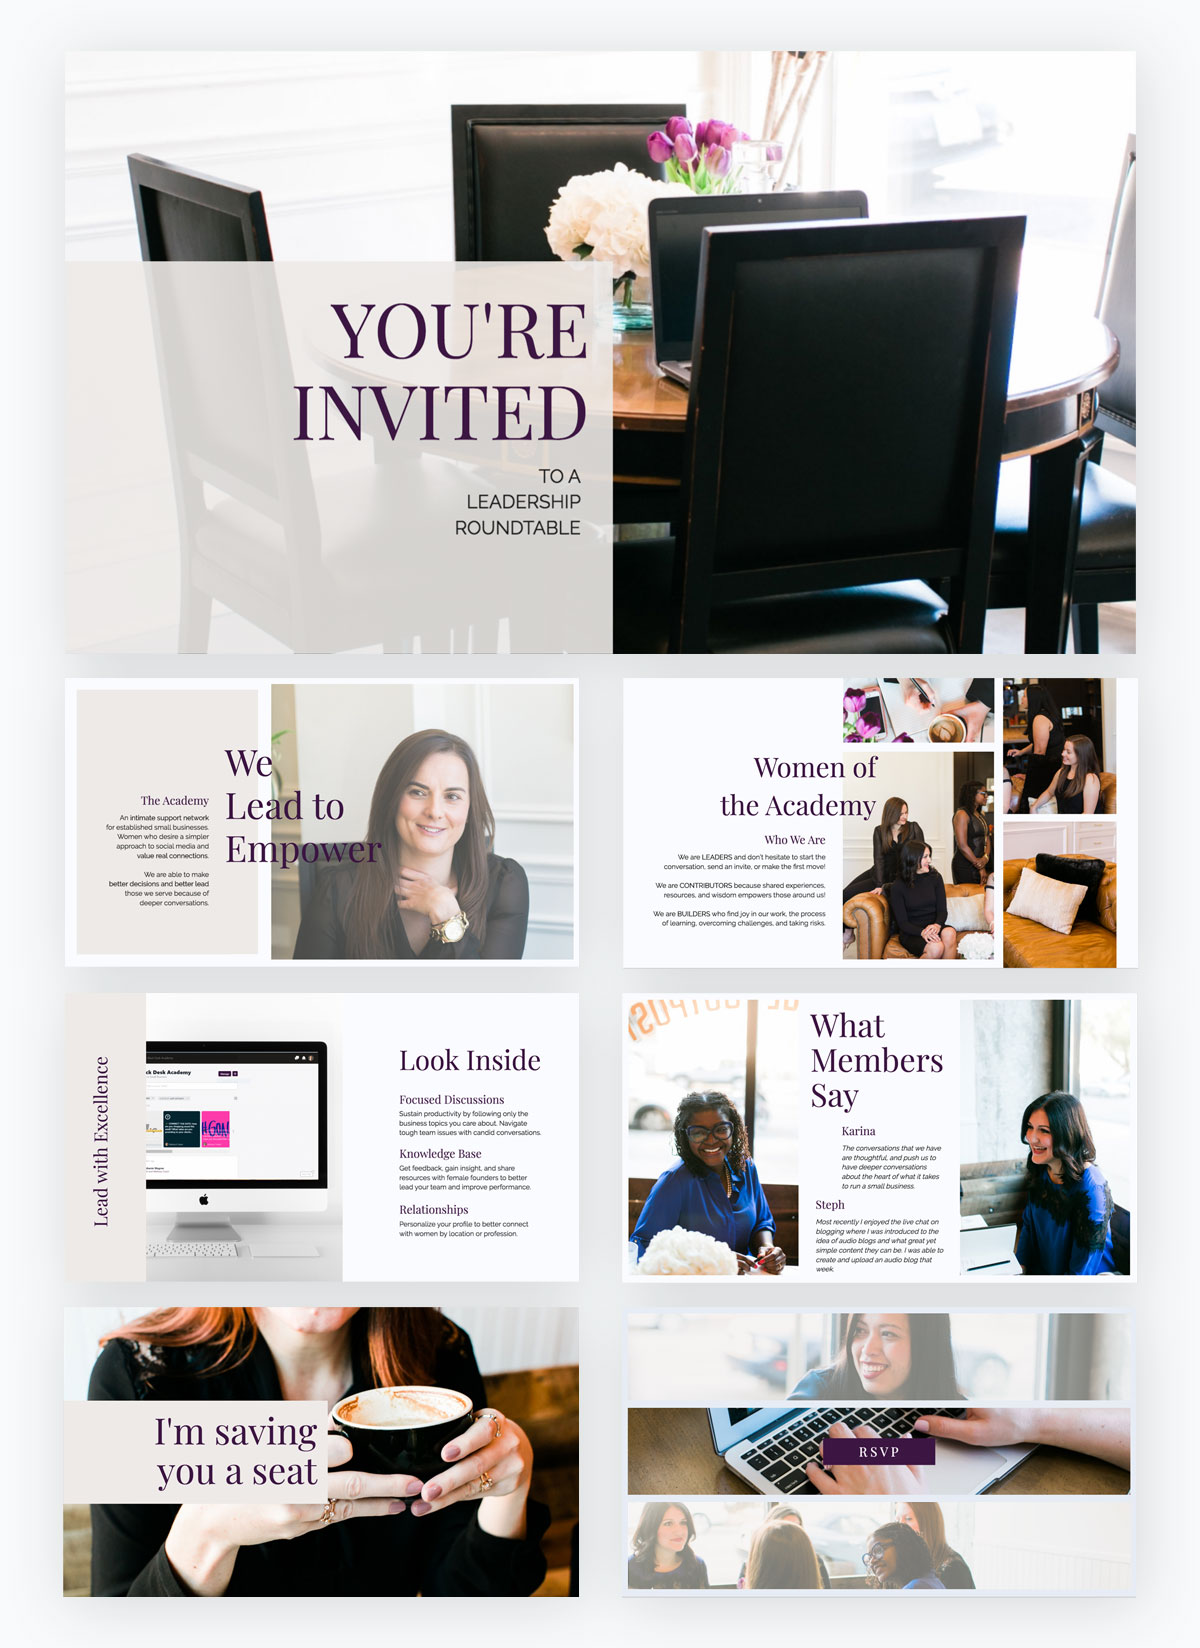 YOU'RE
INVITED
TO A
LEADERSHIP
ROUNDTABLE
We
Lead to
Empower
The Academy
An intimate support network
for established small businesses.
Women who desire a simpler
approach to social media and
value real connections.
We are able to make
better decisions and better lead
those we serve because of
deeper conversations.
Women of
the Academy
Who We Are
We are LEADERS and don't hesitate to start the
conversation, send an invite, or make the first move!
We are CONTRIBUTORS because shared experiences,
resources, and wisdom empowers those around us!
We are BUILDERS who find joy in our work, the process
of learning, overcoming challenges, and taking risks.
Lead with Excellence
ck Desk Academy
Look Inside
Focused Discussions
Sustain productivity by following only the
business topics you care about. Navigate
tough team issues with candid conversations.
Knowledge Base
Get feedback, gain insight, and share
resources with female founders to better
lead your team and improve performance.
Relationships
Personalize your profile to better connect
with women by location or profession.
What
Members
Say
Karina
The conversations that we have
are thoughtful, and push us to
have deeper conversations
about the heart of what it takes
to run a small business.
Steph
Most recently I enjoyed the live chat on
blogging where I was introduced to the
idea of audio blogs and what great yet
simple content they can be. I was able to
create and upload an audio blog that
week.
I'm saving
you a seat
RSVP